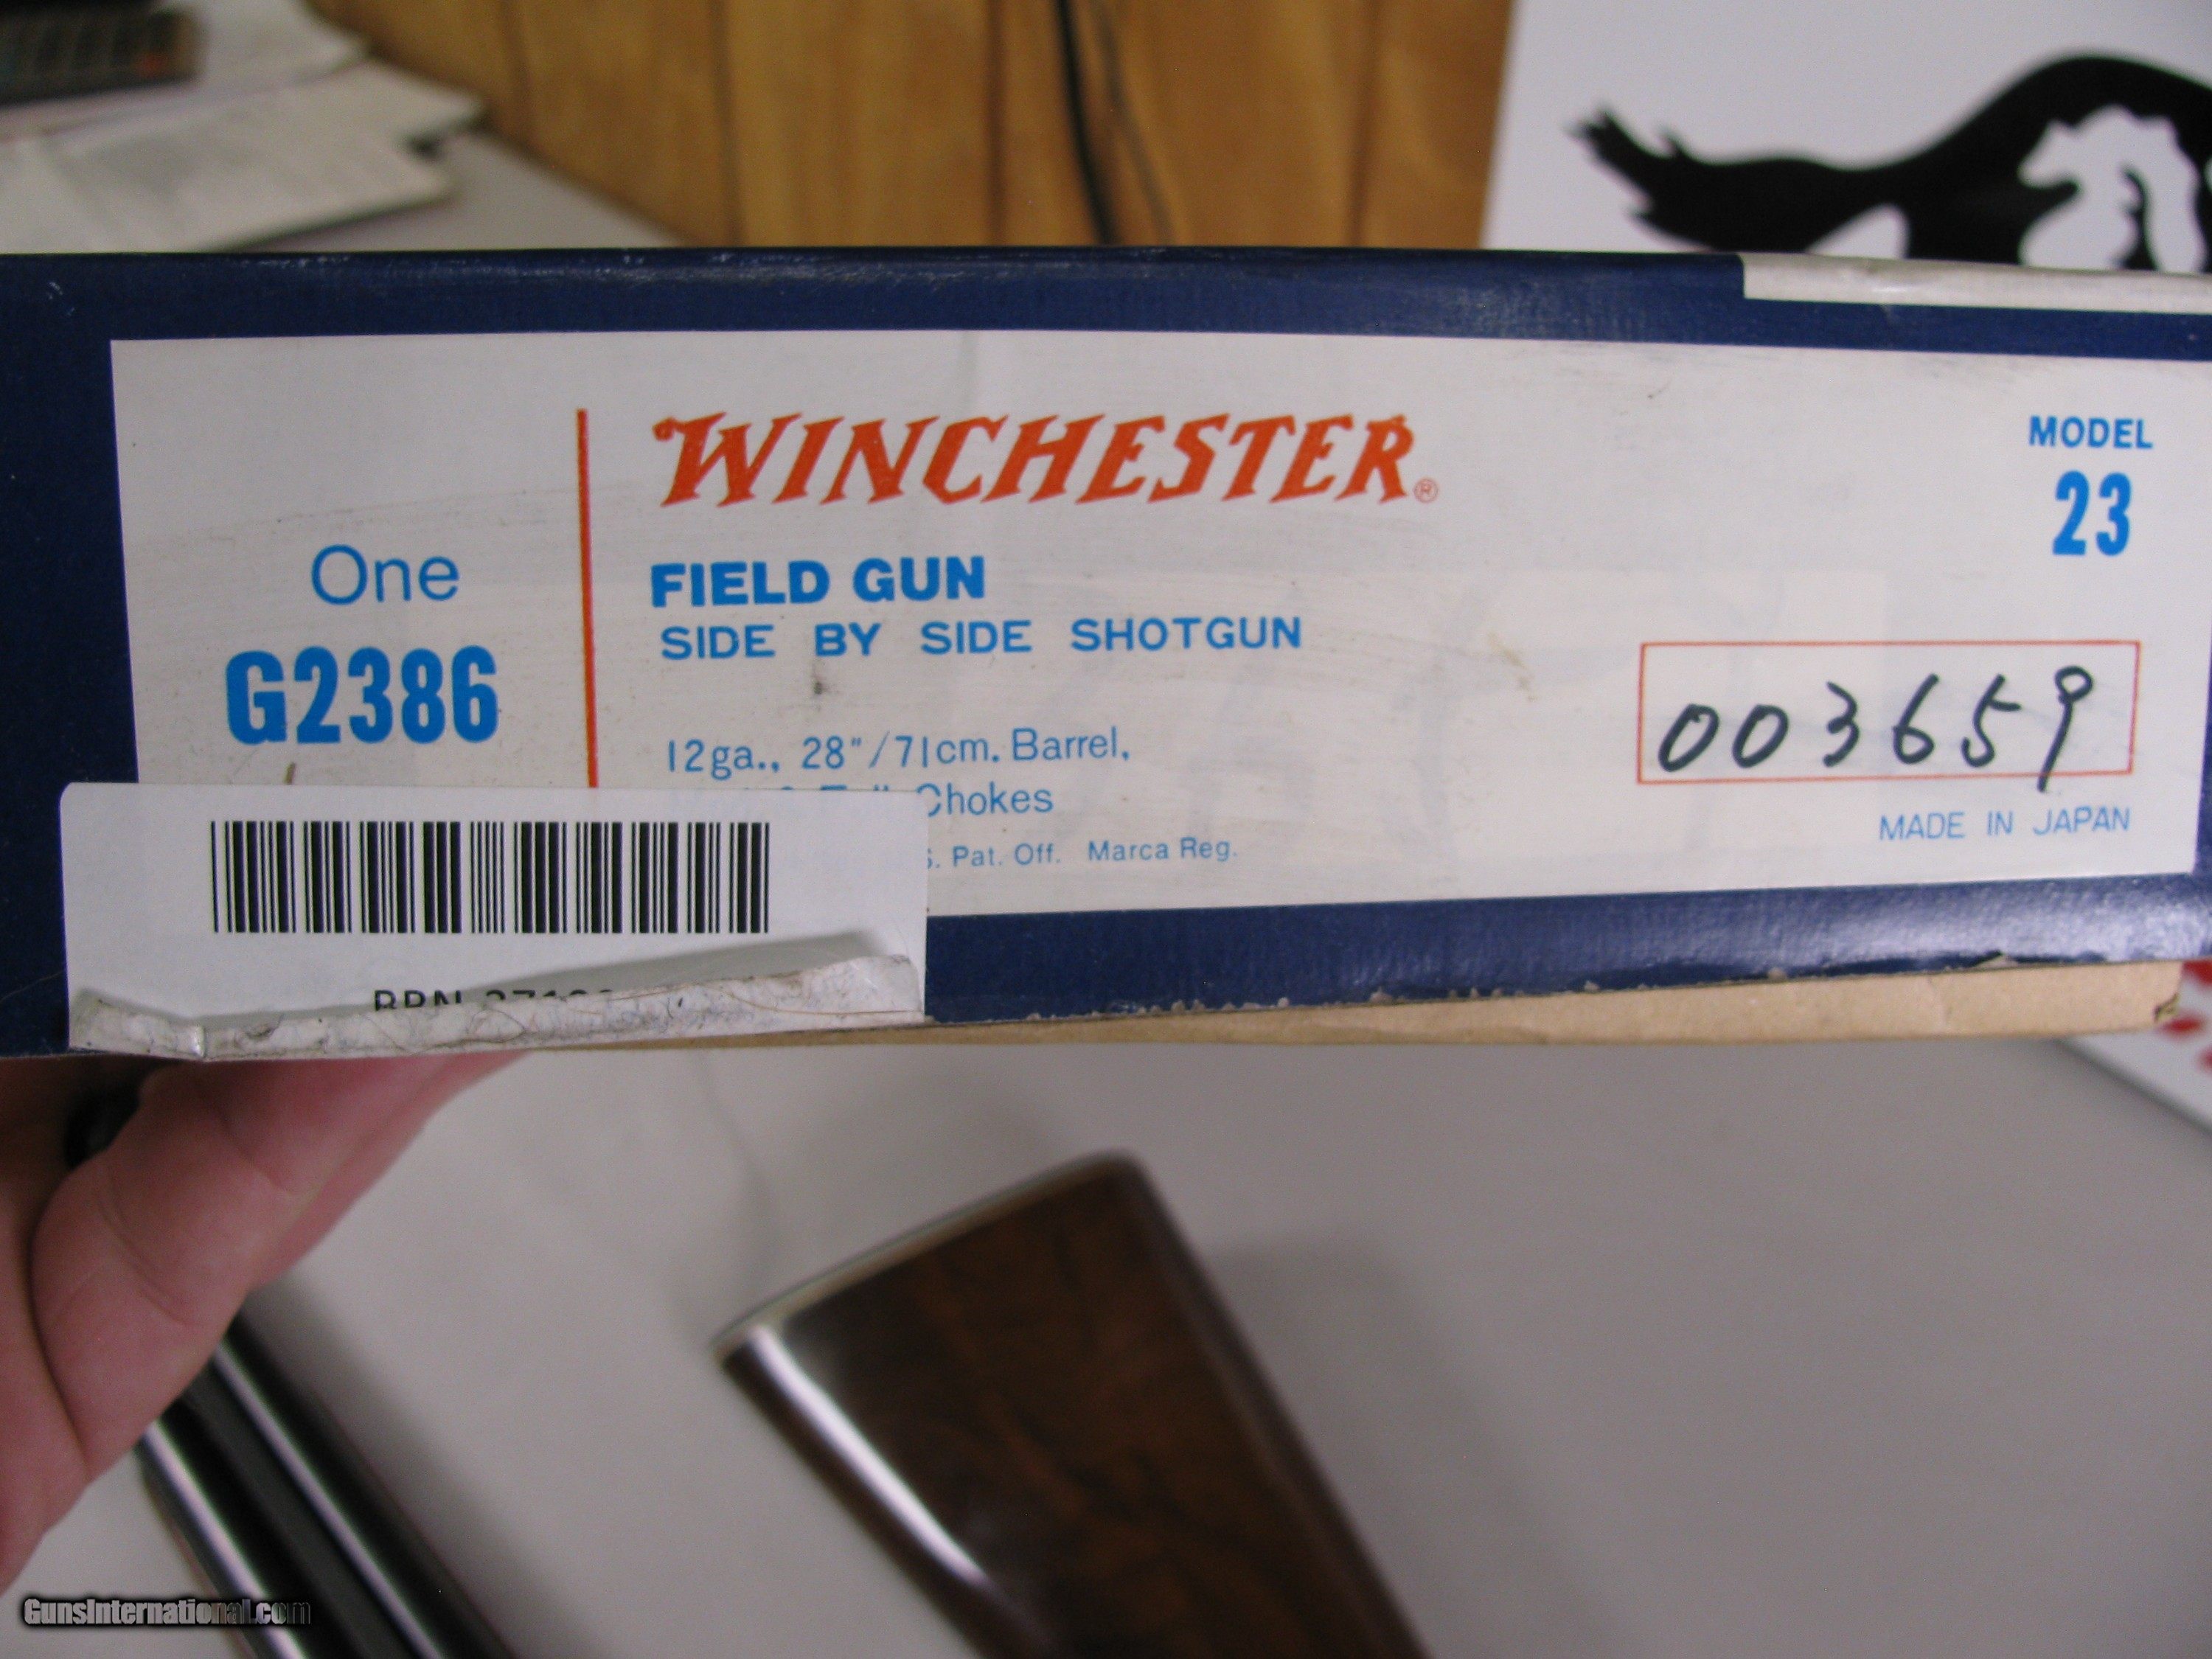 One
G2386
WINCHESTER®
FIELD GUN
SIDE BY SIDE SHOTGUN
12ga., 28"/71cm. Barrel,
Chokes
Pat. Off. Marca Reg.
MODEL
23
003659
MADE IN JAPAN
GunsInternational.com